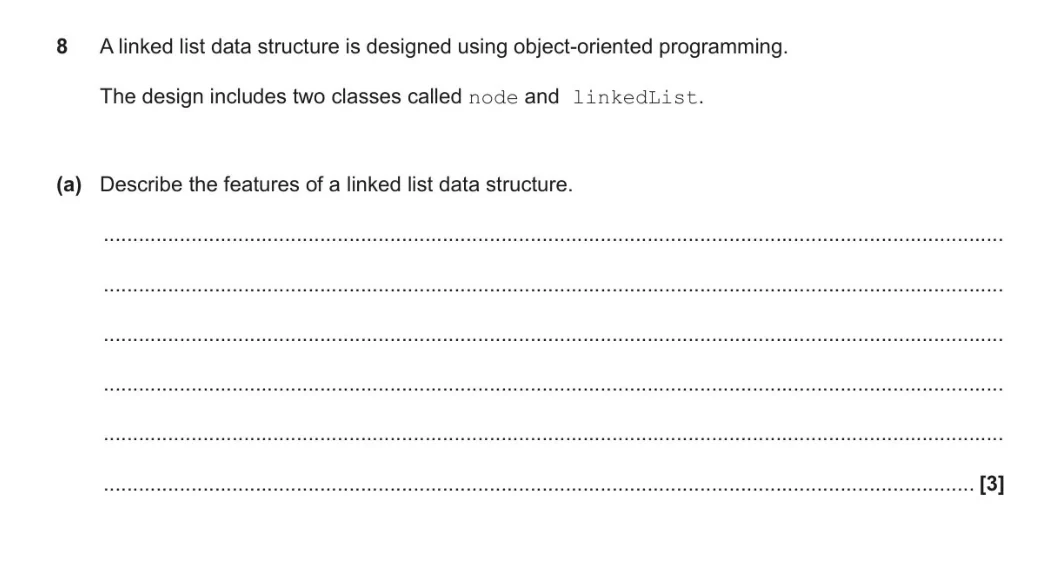 8 A linked list data structure is designed using object-oriented programming.
The design includes two classes called node and linkedList.
(a) Describe the features of a linked list data structure.
[3]